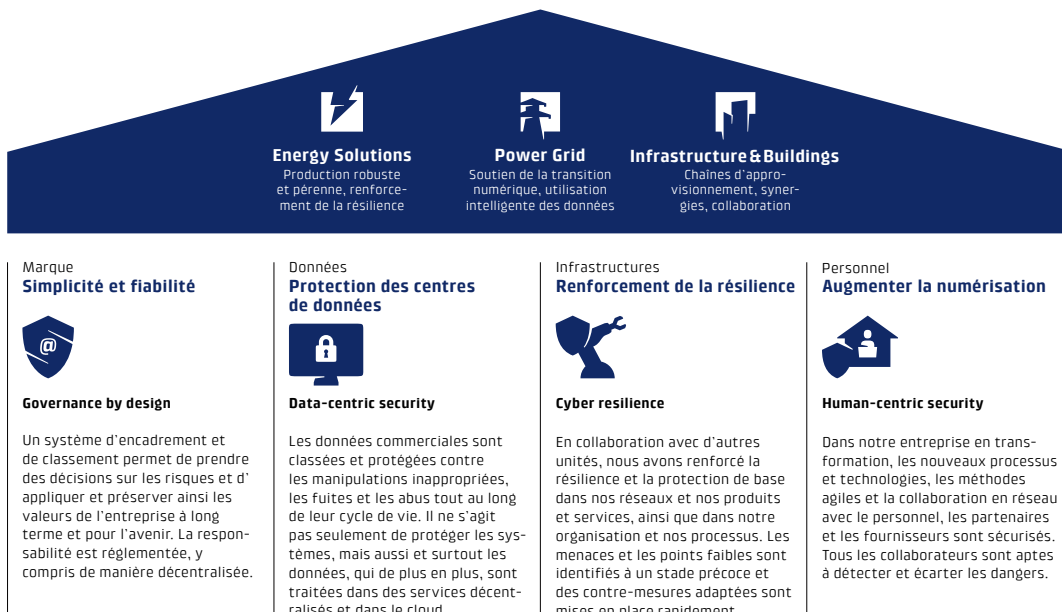 Energy Solutions
Production robuste
et pérenne, renforce-
ment de la résilience
Power Grid
Soutien de la transition
numérique, utilisation
intelligente des données
Infrastructure & Buildings
Chaînes d'appro-
visionnement, syner-
gies, collaboration
Marque
Simplicité et fiabilité
@
Governance by design
Un système d'encadrement et
de classement permet de prendre
des décisions sur les risques et d'
appliquer et préserver ainsi les
valeurs de l'entreprise à long
terme et pour l'avenir. La respon-
sabilité est réglementée, y
compris de manière décentralisée.
Données
Protection des centres
de données
Data-centric security
Les données commerciales sont
classées et protégées contre
les manipulations inappropriées,
les fuites et les abus tout au long
de leur cycle de vie. Il ne s'agit
pas seulement de protéger les sys-
tèmes, mais aussi et surtout les
données, qui de plus en plus, sont
traitées dans des services décent-
ralisés et dans le cloud
Infrastructures
Renforcement de la résilience
Cyber resilience
En collaboration avec d'autres
unités, nous avons renforcé la
résilience et la protection de base
dans nos réseaux et nos produits
et services, ainsi que dans notre
organisation et nos processus. Les
menaces et les points faibles sont
identifiés à un stade précoce et
des contre-mesures adaptées sont
mises en place rapidement
Personnel
Augmenter la numérisation
Human-centric security
Dans notre entreprise en trans-
formation, les nouveaux processus
et technologies, les méthodes
agiles et la collaboration en réseau
avec le personnel, les partenaires
et les fournisseurs sont sécurisés.
Tous les collaborateurs sont aptes
à détecter et écarter les dangers.